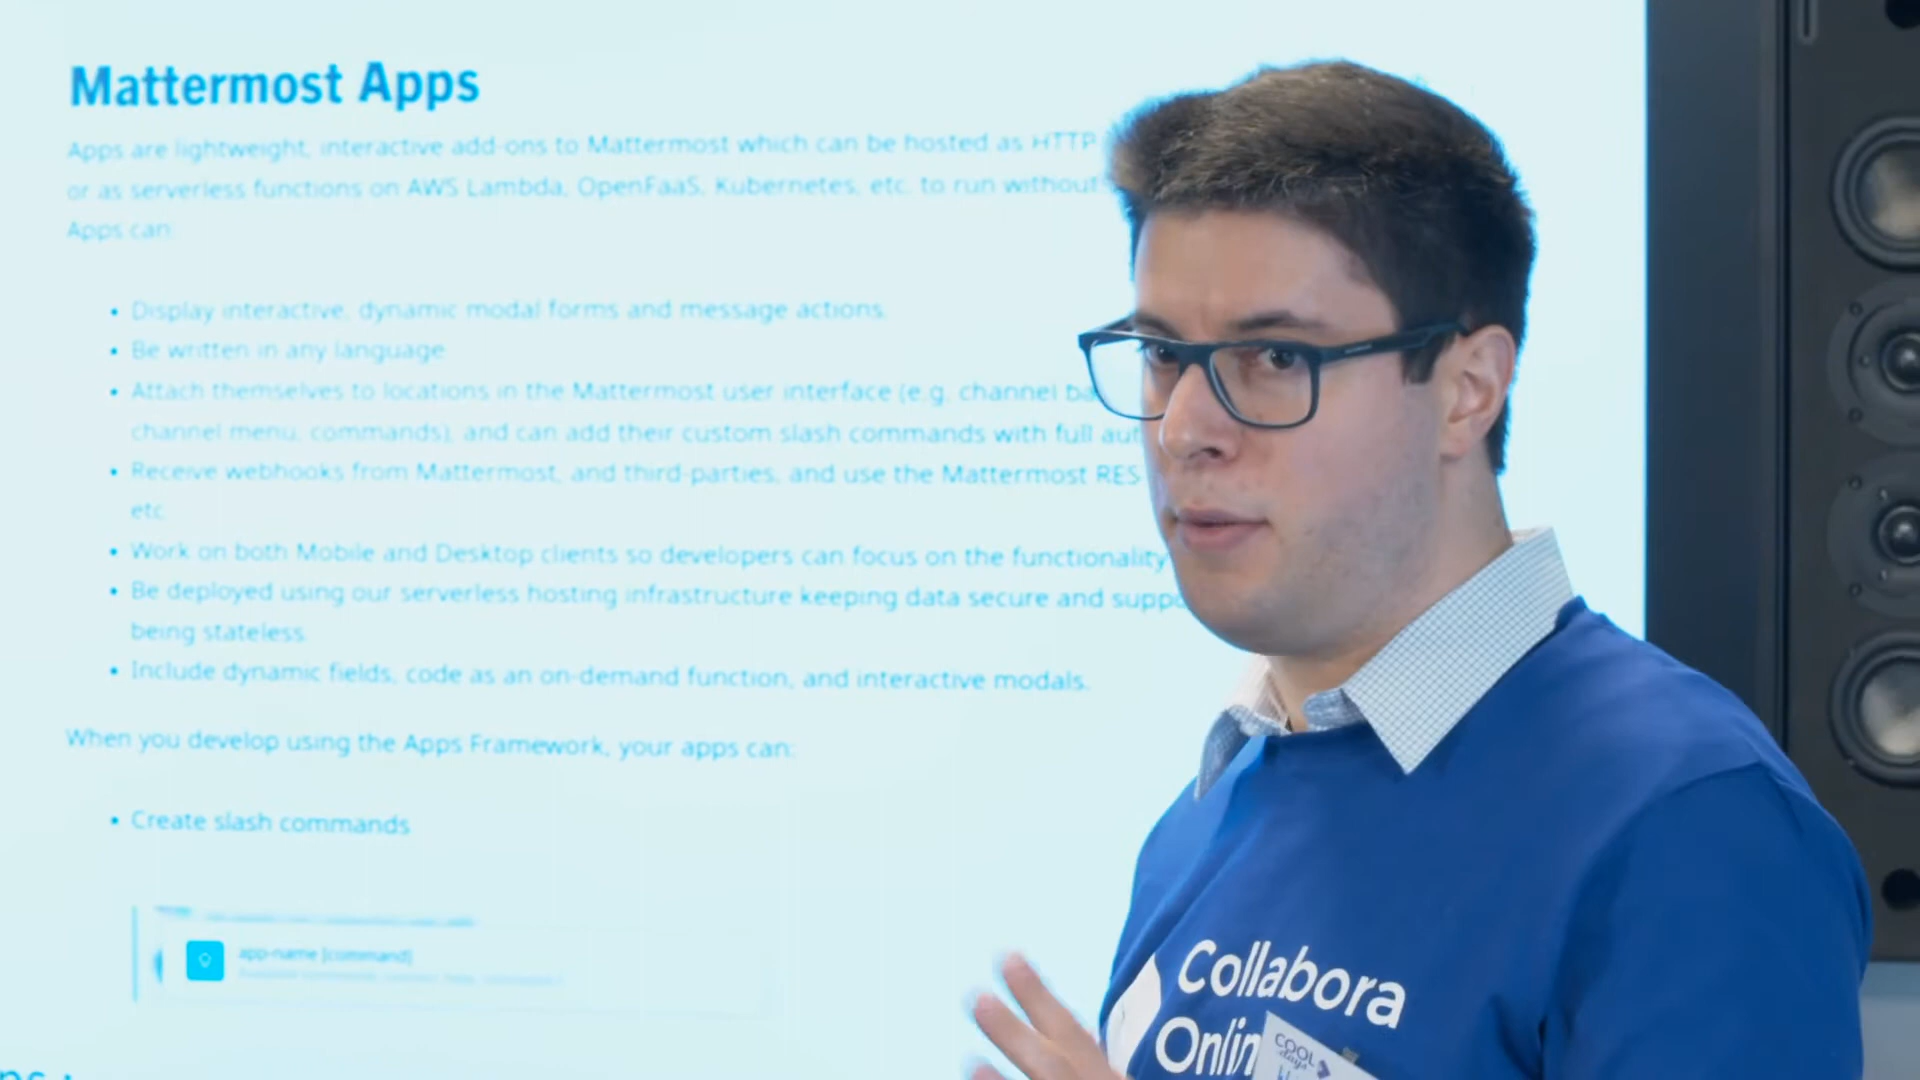 Mattermost Apps
Apps are lightweight, interactive add-ons to Mattermost which can be hosted as HTTP
or as serverless functions on AWS Lambda, OpenFaaS, Kubernetes, etc. to run without
Apps can:
• Display interactive, dynamic modal forms and message actions.
• Be written in any language
• Attach themselves to locations in the Mattermost user interface (e.g. channel ba
channel menu, commands), and can add their custom slash commands with full aut
• Receive webhooks from Mattermost, and third-parties, and use the Mattermost RES
etc.
• Work on both Mobile and Desktop clients so developers can focus on the functionality
• Be deployed using our serverless hosting infrastructure keeping data secure and suppo
being stateless.
• Include dynamic fields, code as an on-demand function, and interactive modals.
When you develop using the Apps Framework, your apps can:
• Create slash commands
app-name [command]
Collabora
Onlin
COOL
days